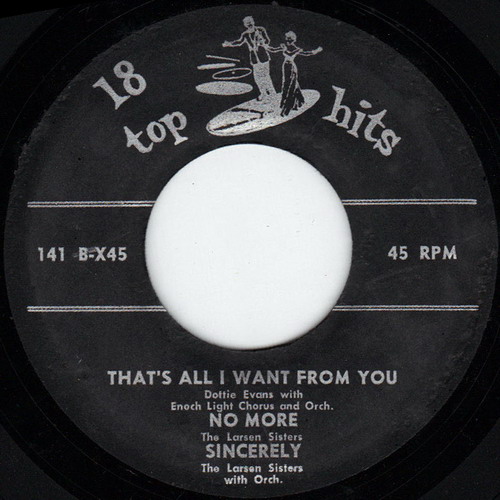 18
top hits
141 B-X45
45 RPM
THAT'S ALL I WANT FROM YOU
Dottie Evans with
Enoch Light Chorus and Orch.
NO MORE
The Larsen Sisters
SINCERELY
The Larsen Sisters
with Orch.